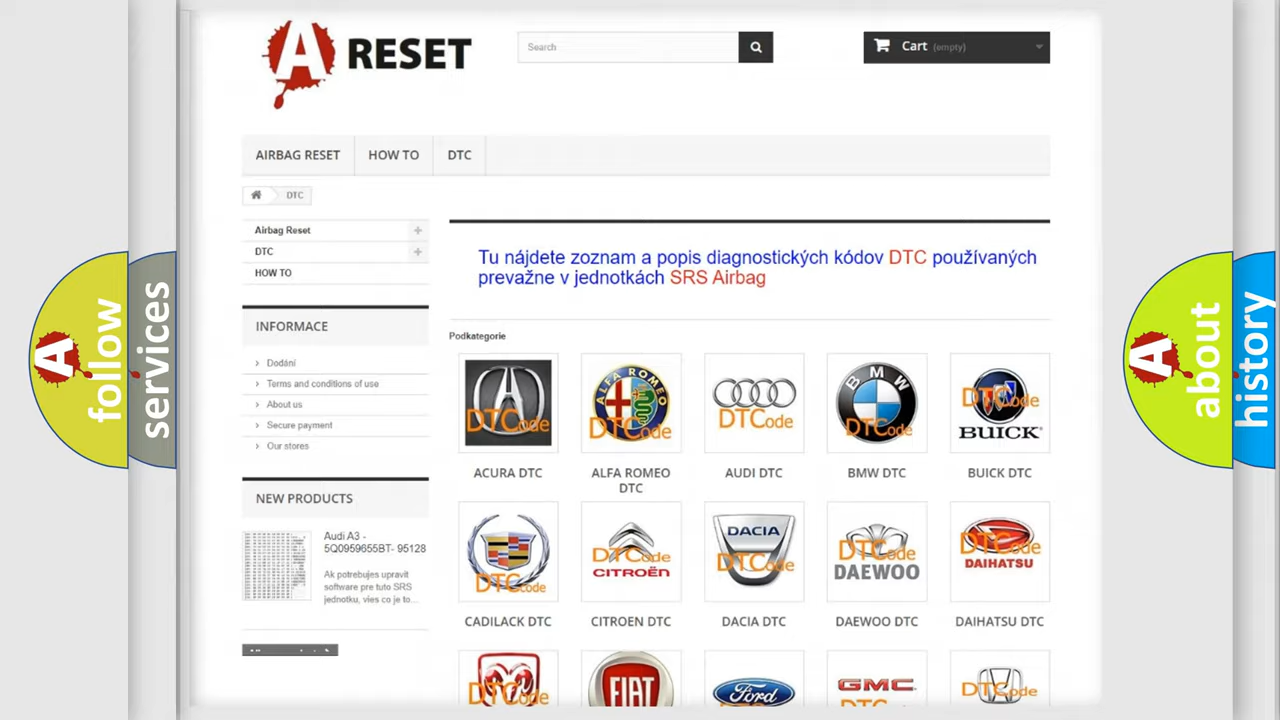 A RESET
Search
Cart (empty)
AIRBAG RESET
HOW TO
DTC
DTC
Airbag Reset
DTC
HOW TO
Tu nájdete zoznam a popis diagnostických kódov DTC používaných
prevažne v jednotkách SRS Airbag
INFORMACE
Dodání
Terms and conditions of use
About us
Secure payment
Our stores
NEW PRODUCTS
Audi A3 -
5Q0959655BT- 95128
Ak potrebujes upravit
software pre tuto SRS
jednotku, vies co je to...
Podkategorie
DTCode
ALFA ROMEO
DTCode
DTCode
BMW
DTCode
DTCode
BUICK
ACURA DTC
ALFA ROMEO
DTC
AUDI DTC
BMW DTC
BUICK DTC
DTCode
DTCode
CITROËN
DACIA
DTCode
DTCode
DAEWOO
DTCode
DAIHATSU
CADILACK DTC
CITROEN DTC
DACIA DTC
DAEWOO DTC
DAIHATSU DTC
DTCode
FIAT
Ford
GMC
DTCode
A follow
services
A about
history